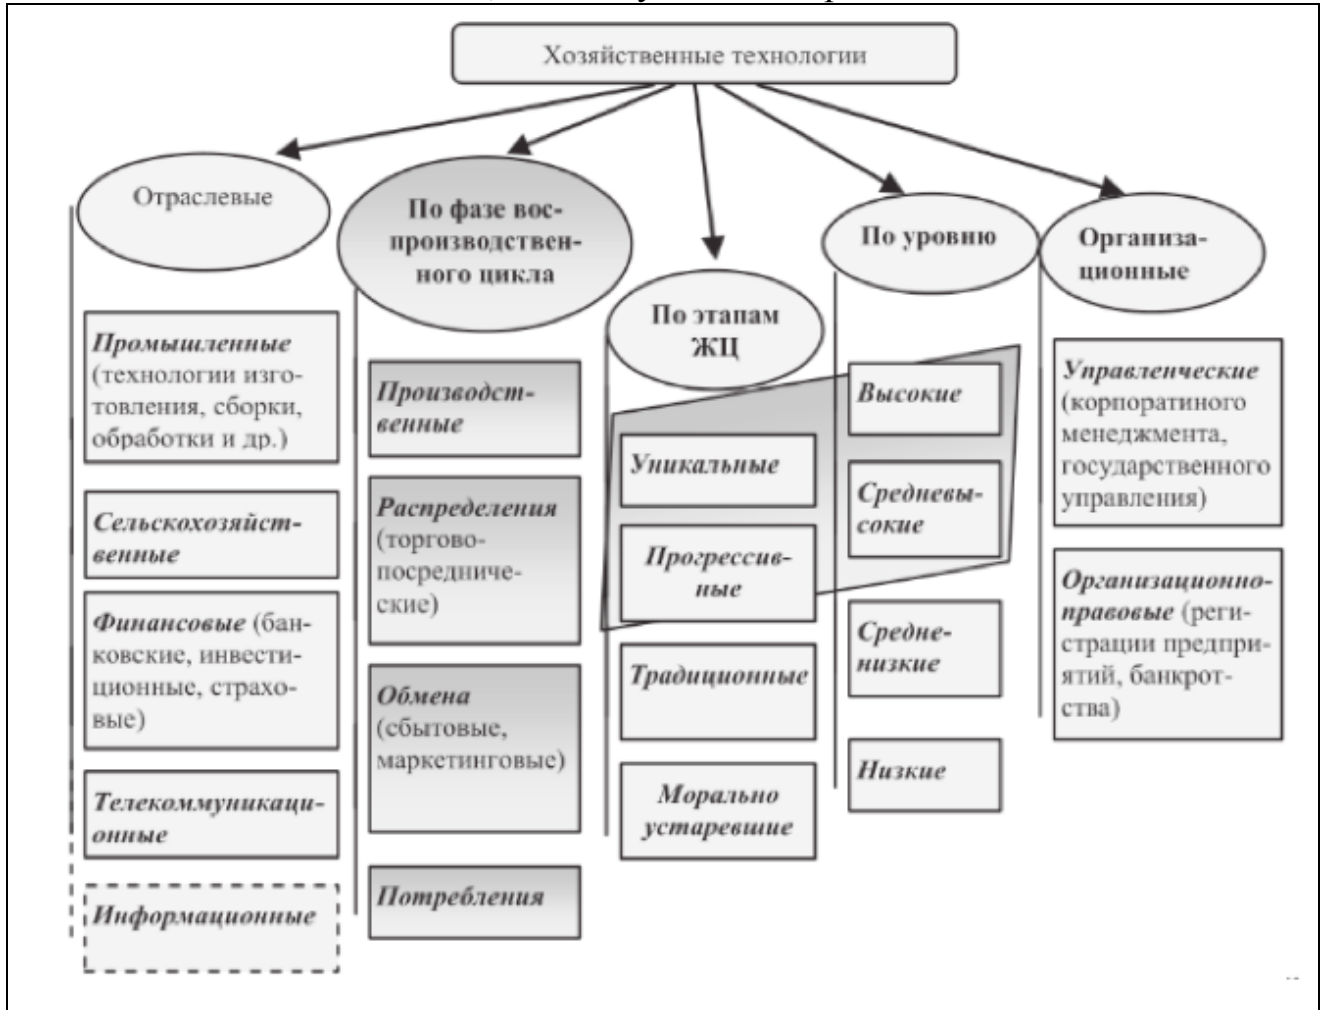 Хозяйственные технологии
Отраслевые
Промышленные
(технологии изго-
товления, сборки,
обработки и др.)
Сельскохозяйст-
венные
Финансовые (бан-
ковские, инвести-
ционные, страхо-
вые)
Телекоммуникаци-
онные
Информационные
По фазе вос-
производствен-
ного цикла
Производст-
венные
Распределения
(торгово-
посредниче-
ские)
Обмена
(сбытовые,
маркетинговые)
Потребления
По этапам
ЖЦ
Уникальные
Прогрессив-
ные
Традиционные
Морально
устаревшие
По уровню
Высокие
Средневы-
сокие
Средне-
низкие
Низкие
Организа-
ционные
Управленческие
(корпоратиного
менеджмента,
государственного
управления)
Организационно-
правовые (реги-
страции предпри-
ятий, банкрот-
ства)